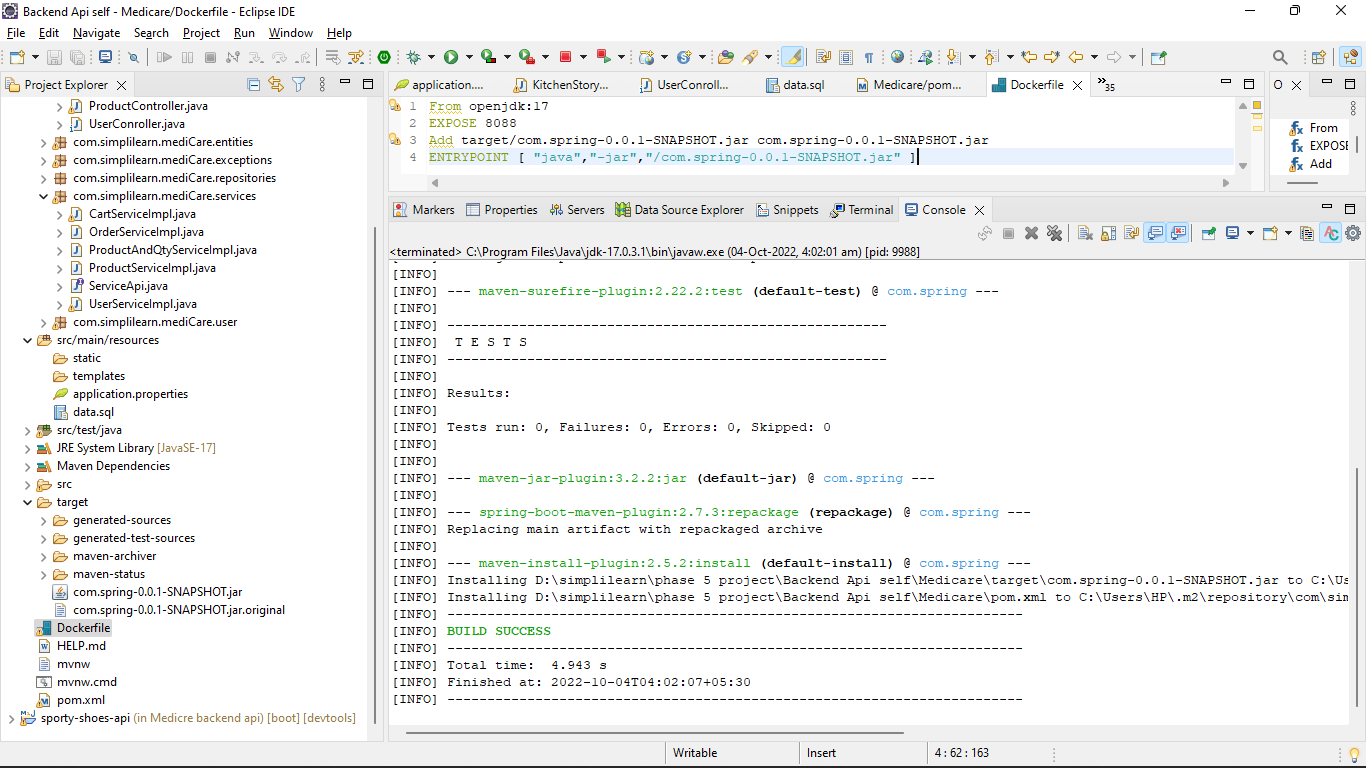 Backend Api self - Medicare/Dockerfile - Eclipse IDE
File Edit Navigate Search Project Run Window Help
Project Explorer
ProductController.java
UserConroller.java
com.simplilearn.mediCare.entities
com.simplilearn.mediCare.exceptions
com.simplilearn.mediCare.repositories
com.simplilearn.mediCare.services
CartServiceImpl.java
OrderServiceImpl.java
ProductAndQtyServiceImpl.java
ProductServiceImpl.java
ServiceApi.java
UserServiceImpl.java
com.simplilearn.mediCare.user
src/main/resources
static
templates
application.properties
data.sql
src/test/java
JRE System Library [JavaSE-17]
Maven Dependencies
src
target
generated-sources
generated-test-sources
maven-archiver
maven-status
com.spring-0.0.1-SNAPSHOT.jar
com.spring-0.0.1-SNAPSHOT.jar.original
Dockerfile
HELP.md
mvnw
mvnw.cmd
pom.xml
sporty-shoes-api (in Medicre backend api) [boot] [devtools]
application.... KitchenStory... UserConroll... data.sql Medicare/pom... Dockerfile »35
1 From openjdk:17
2 EXPOSE 8088
3 Add target/com.spring-0.0.1-SNAPSHOT.jar com.spring-0.0.1-SNAPSHOT.jar
4 ENTRYPOINT [ "java","-jar","/com.spring-0.0.1-SNAPSHOT.jar" ]
O
From
EXPOSE
Add
Markers Properties Servers Data Source Explorer Snippets Terminal Console
<terminated> C:\Program Files\Java\jdk-17.0.3.1\bin\javaw.exe (04-Oct-2022, 4:02:01 am) [pid: 9988]
[INFO]
[INFO] --- maven-surefire-plugin:2.22.2:test (default-test) @ com.spring ---
[INFO]
[INFO] -------------------------------------------------------
[INFO]  T E S T S
[INFO] -------------------------------------------------------
[INFO]
[INFO] Results:
[INFO]
[INFO] Tests run: 0, Failures: 0, Errors: 0, Skipped: 0
[INFO]
[INFO]
[INFO] --- maven-jar-plugin:3.2.2:jar (default-jar) @ com.spring ---
[INFO]
[INFO] --- spring-boot-maven-plugin:2.7.3:repackage (repackage) @ com.spring ---
[INFO] Replacing main artifact with repackaged archive
[INFO]
[INFO] --- maven-install-plugin:2.5.2:install (default-install) @ com.spring ---
[INFO] Installing D:\simplilearn\phase 5 project\Backend Api self\Medicare\target\com.spring-0.0.1-SNAPSHOT.jar to C:\Us
[INFO] Installing D:\simplilearn\phase 5 project\Backend Api self\Medicare\pom.xml to C:\Users\HP\.m2\repository\com\sim
[INFO] ------------------------------------------------------------------------
[INFO] BUILD SUCCESS
[INFO] ------------------------------------------------------------------------
[INFO] Total time:  4.943 s
[INFO] Finished at: 2022-10-04T04:02:07+05:30
[INFO] ------------------------------------------------------------------------
Writable Insert 4 : 62 : 163